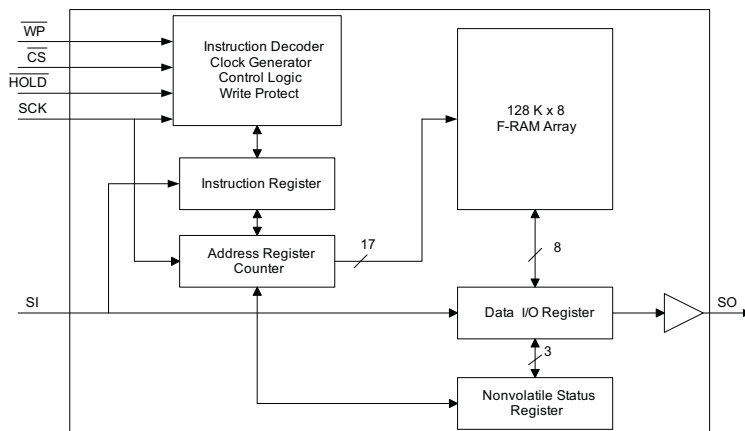 WP
CS
HOLD
SCK
Instruction Decoder
Clock Generator
Control Logic
Write Protect
128 K x 8
F-RAM Array
Instruction Register
Address Register
Counter
17
8
SI
Data I/O Register
SO
3
Nonvolatile Status
Register